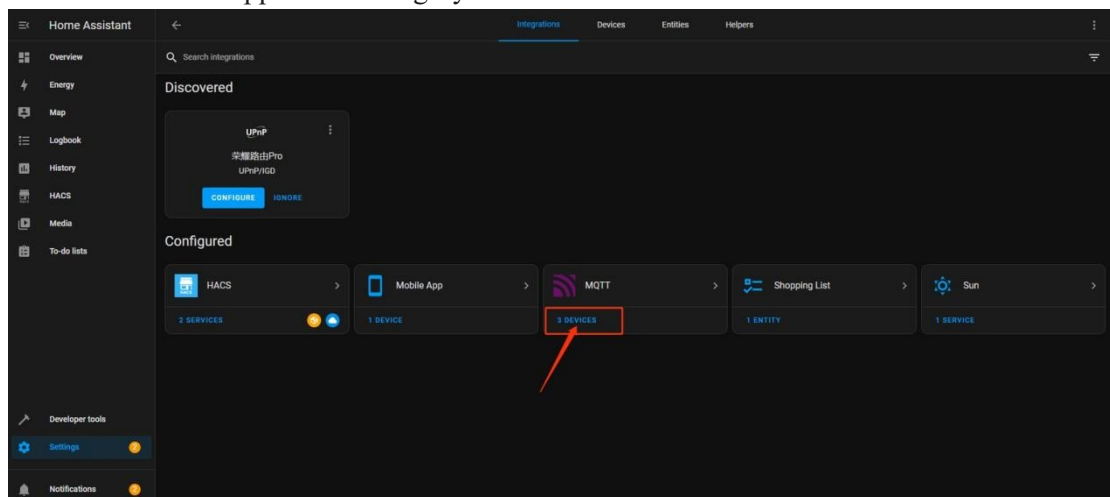 Home Assistant
Integrations
Devices
Entities
Helpers
Overview
Search integrations
Energy
Discovered
Map
UPnP
Logbook
荣耀路由Pro
UPnP/IGD
History
CONFIGURE
IGNORE
HACS
Media
Configured
To-do lists
HACS
Mobile App
MQTT
Shopping List
Sun
2 SERVICES
1 DEVICE
3 DEVICES
1 ENTITY
1 SERVICE
Developer tools
Settings
2
Notifications
2